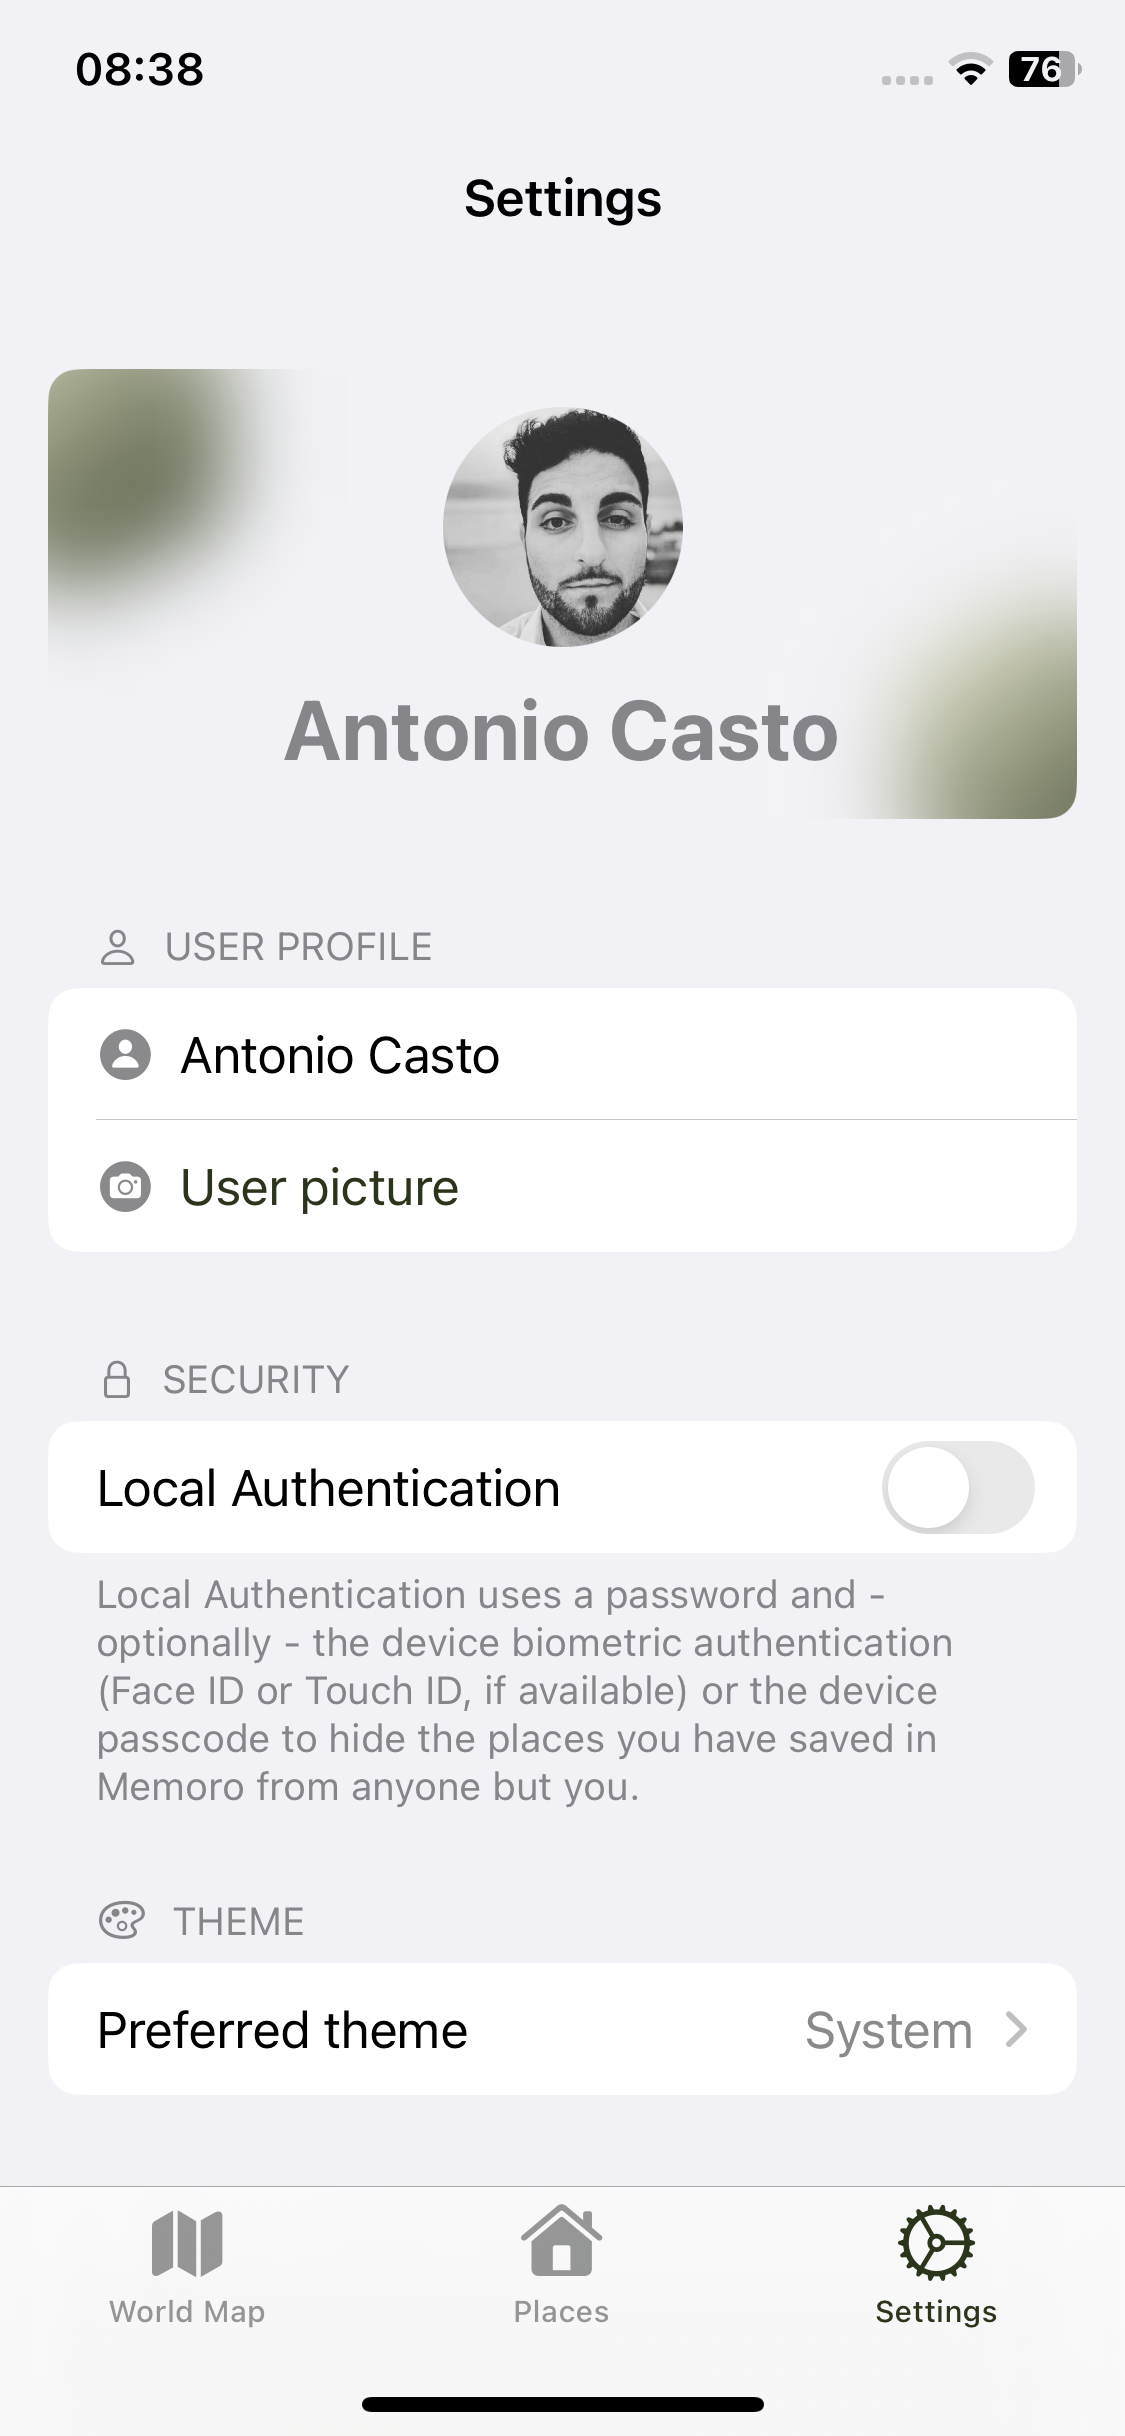 08:38
76
Settings
Antonio Casto
USER PROFILE
Antonio Casto
User picture
SECURITY
Local Authentication
Local Authentication uses a password and -
optionally - the device biometric authentication
(Face ID or Touch ID, if available) or the device
passcode to hide the places you have saved in
Memoro from anyone but you.
THEME
Preferred theme System
World Map Places Settings